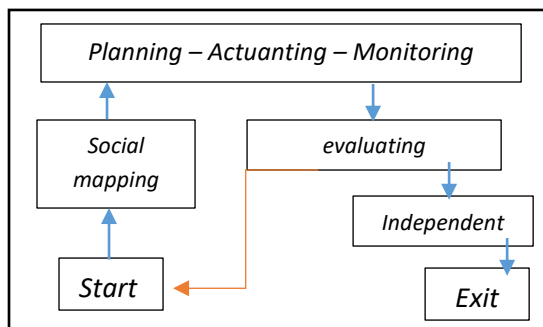 Planning – Actuanting – Monitoring
Social
mapping
evaluating
Independent
Start
Exit